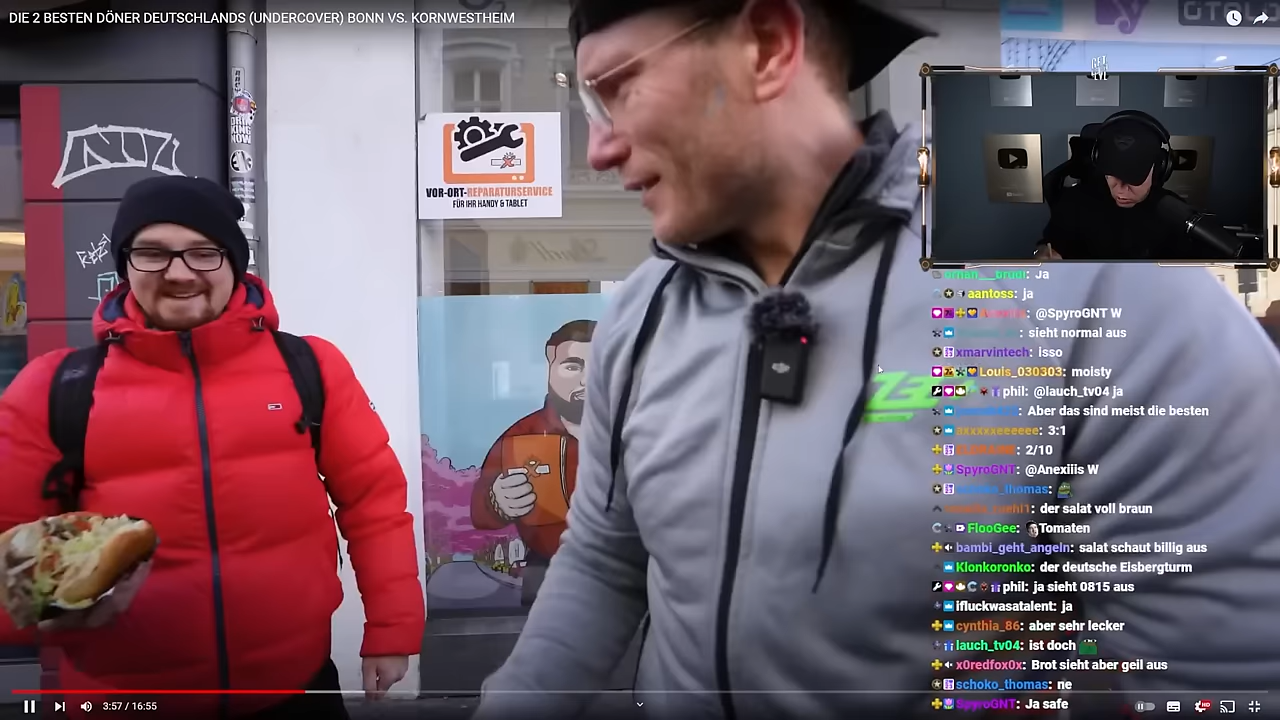 DIE 2 BESTEN DÖNER DEUTSCHLANDS (UNDERCOVER) BONN VS. KORNWESTHEIM
VOR-ORT-REPARATURSERVICE
FÜR IHR HANDY & TABLET
Ja
aantoss: ja
@SpyroGNT W
sieht normal aus
xmarvintech: isso
Louis_030303: moisty
phil: @lauch_tv04 ja
Aber das sind meist die besten
axxxxxeeeeee: 3:1
2/10
SpyroGNT: @Anexiiis W
schoko_thomas:
der salat voll braun
FlooGee: Tomaten
bambi_geht_angeln: salat schaut billig aus
Klonkoronko: der deutsche Eisbergturm
phil: ja sieht 0815 aus
ifluckwasatalent: ja
cynthia_86: aber sehr lecker
lauch_tv04: ist doch
x0redfox0x: Brot sieht aber geil aus
schoko_thomas: ne
SpyroGNT: Ja safe
3:57 / 16:55
HD